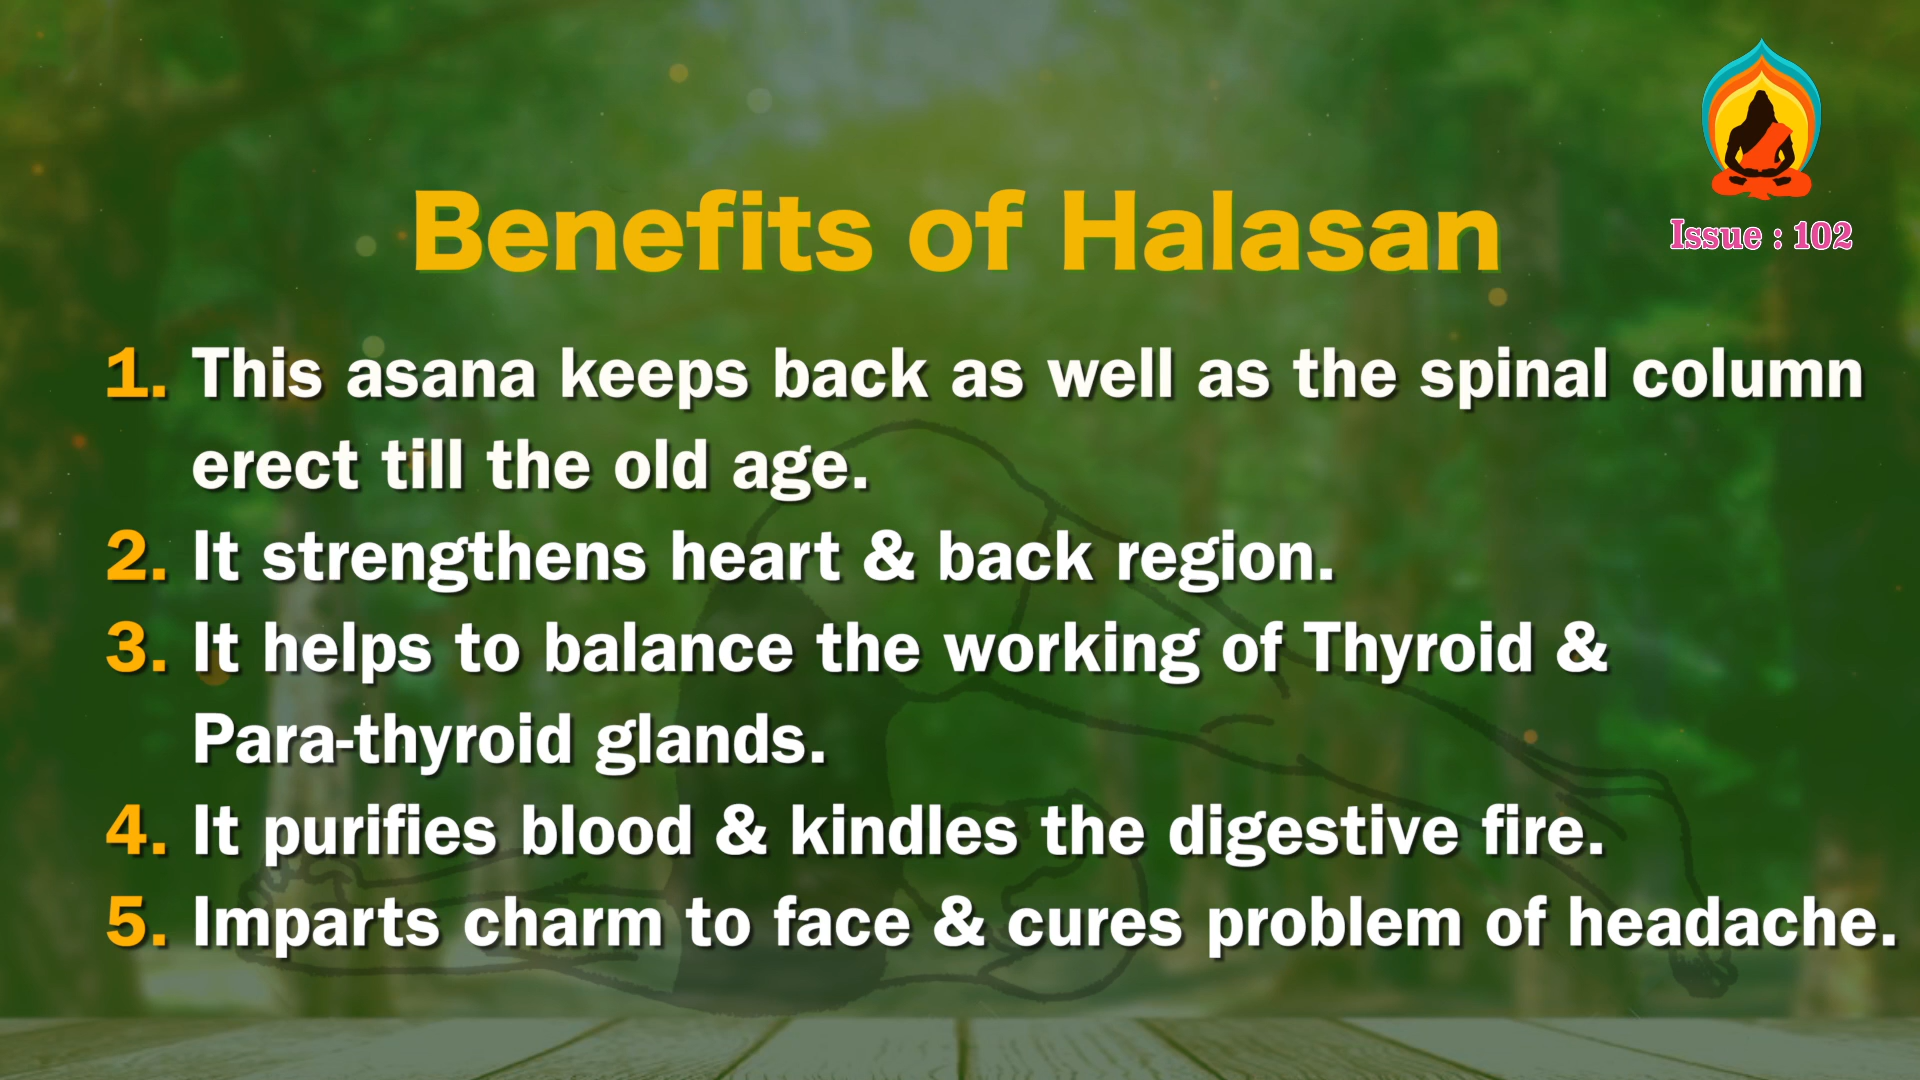 Benefits of Halasan
Issue : 102
1. This asana keeps back as well as the spinal column
erect till the old age.
2. It strengthens heart & back region.
3. It helps to balance the working of Thyroid &
Para-thyroid glands.
4. It purifies blood & kindles the digestive fire.
5. Imparts charm to face & cures problem of headache.